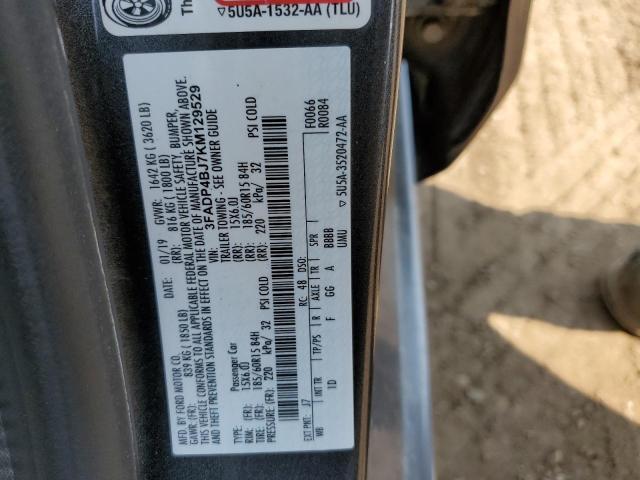 Th
▽5U5A-1532-AA (TLU)
MFD. BY FORD MOTOR CO.
DATE: 01/19 GVWR: 1642 KG ( 3620 LB)
GAWR: (FR): 839 KG ( 1850 LB) (RR): 816 KG ( 1800 LB)
THIS VEHICLE CONFORMS TO ALL APPLICABLE FEDERAL MOTOR VEHICLE SAFETY, BUMPER,
AND THEFT PREVENTION STANDARDS IN EFFECT ON THE DATE OF MANUFACTURE SHOWN ABOVE.
VIN: 3FADP4BJ7KM129529
TYPE: Passenger Car TRAILER TOWING - SEE OWNER GUIDE
RIM: (FR): 15X6.0J (RR): 15X6.0J
TIRE: (FR): 185/60R15 84H (RR): 185/60R15 84H
PRESSURE: (FR): 220 kPa/ 32 PSI COLD (RR): 220 kPa/ 32 PSI COLD
F0066
R0084
EXT PNT: J7 RC: 48 DSO:
WB INT TR TP/PS R AXLE TR SPR
1D F GG A BBBB
UMU ▽5U5A-3520472-AA